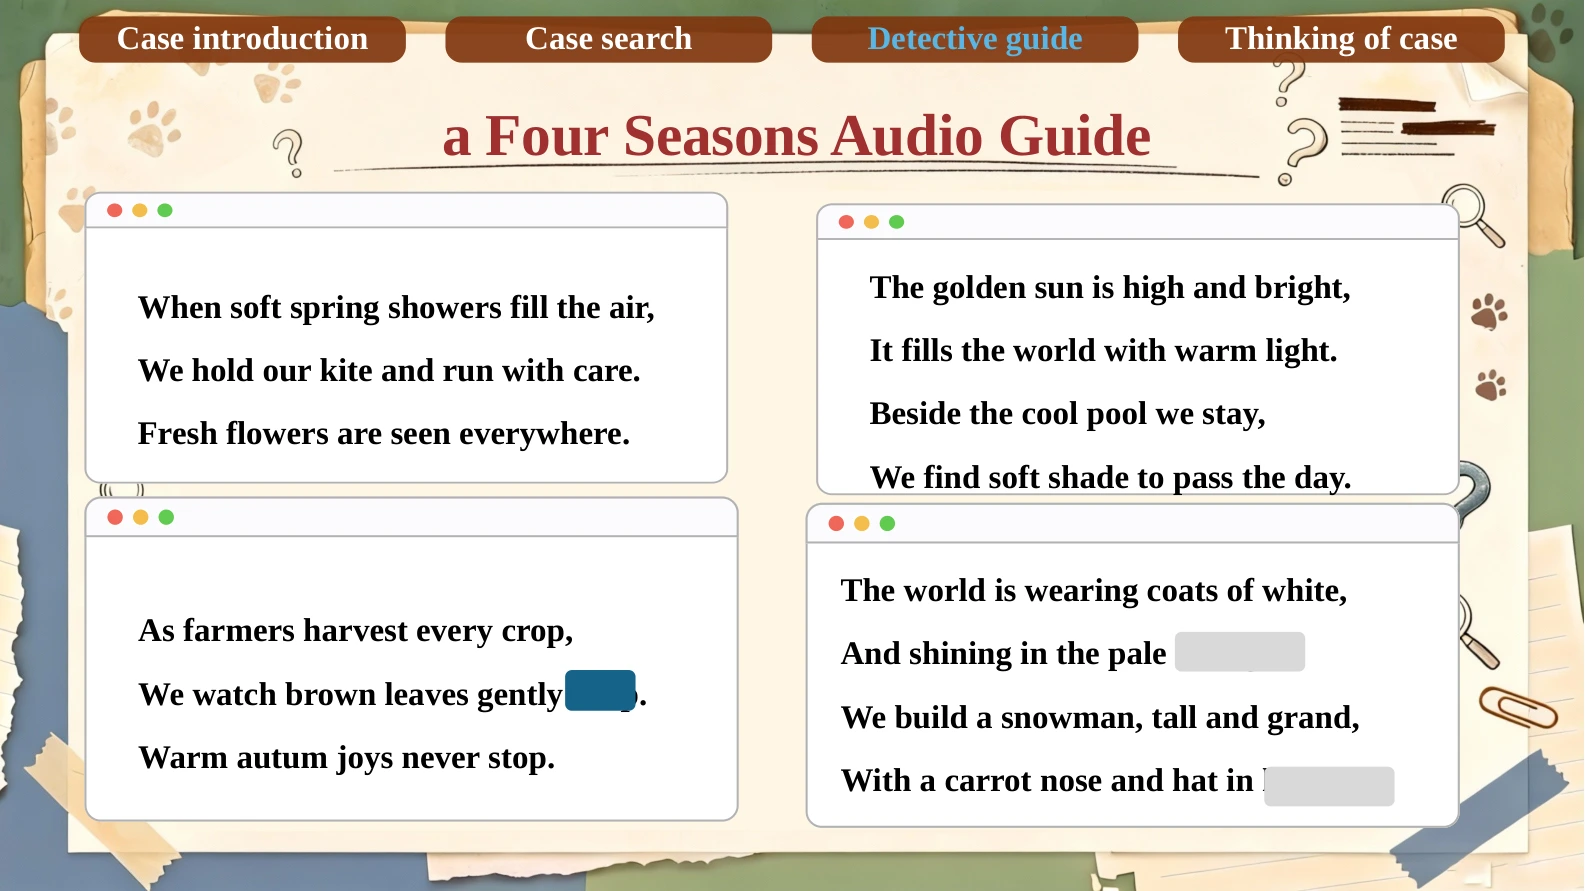 Case introduction
Case search
Detective guide
Thinking of case
a Four Seasons Audio Guide
When soft spring showers fill the air,
We hold our kite and run with care.
Fresh flowers are seen everywhere.
The golden sun is high and bright,
It fills the world with warm light.
Beside the cool pool we stay,
We find soft shade to pass the day.
As farmers harvest every crop,
We watch brown leaves gently .
Warm autum joys never stop.
The world is wearing coats of white,
And shining in the pale
We build a snowman, tall and grand,
With a carrot nose and hat in